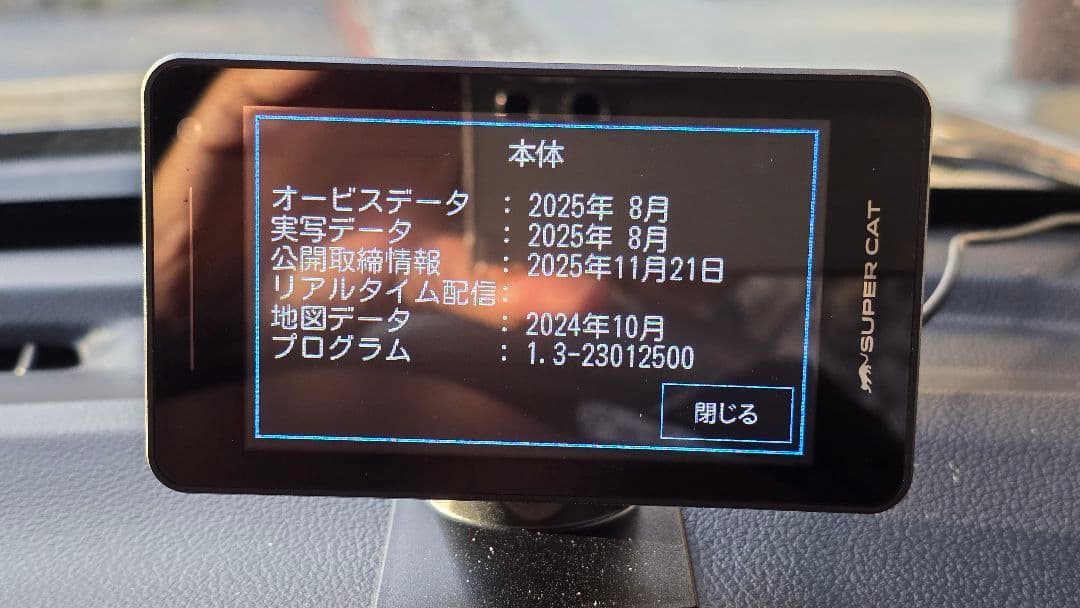 本体
オービスデータ : 2025年 8月
実写データ : 2025年 8月
公開取締情報 : 2025年11月21日
リアルタイム配信:
地図データ : 2024年10月
プログラム : 1.3-23012500
閉じる
SUPER CAT